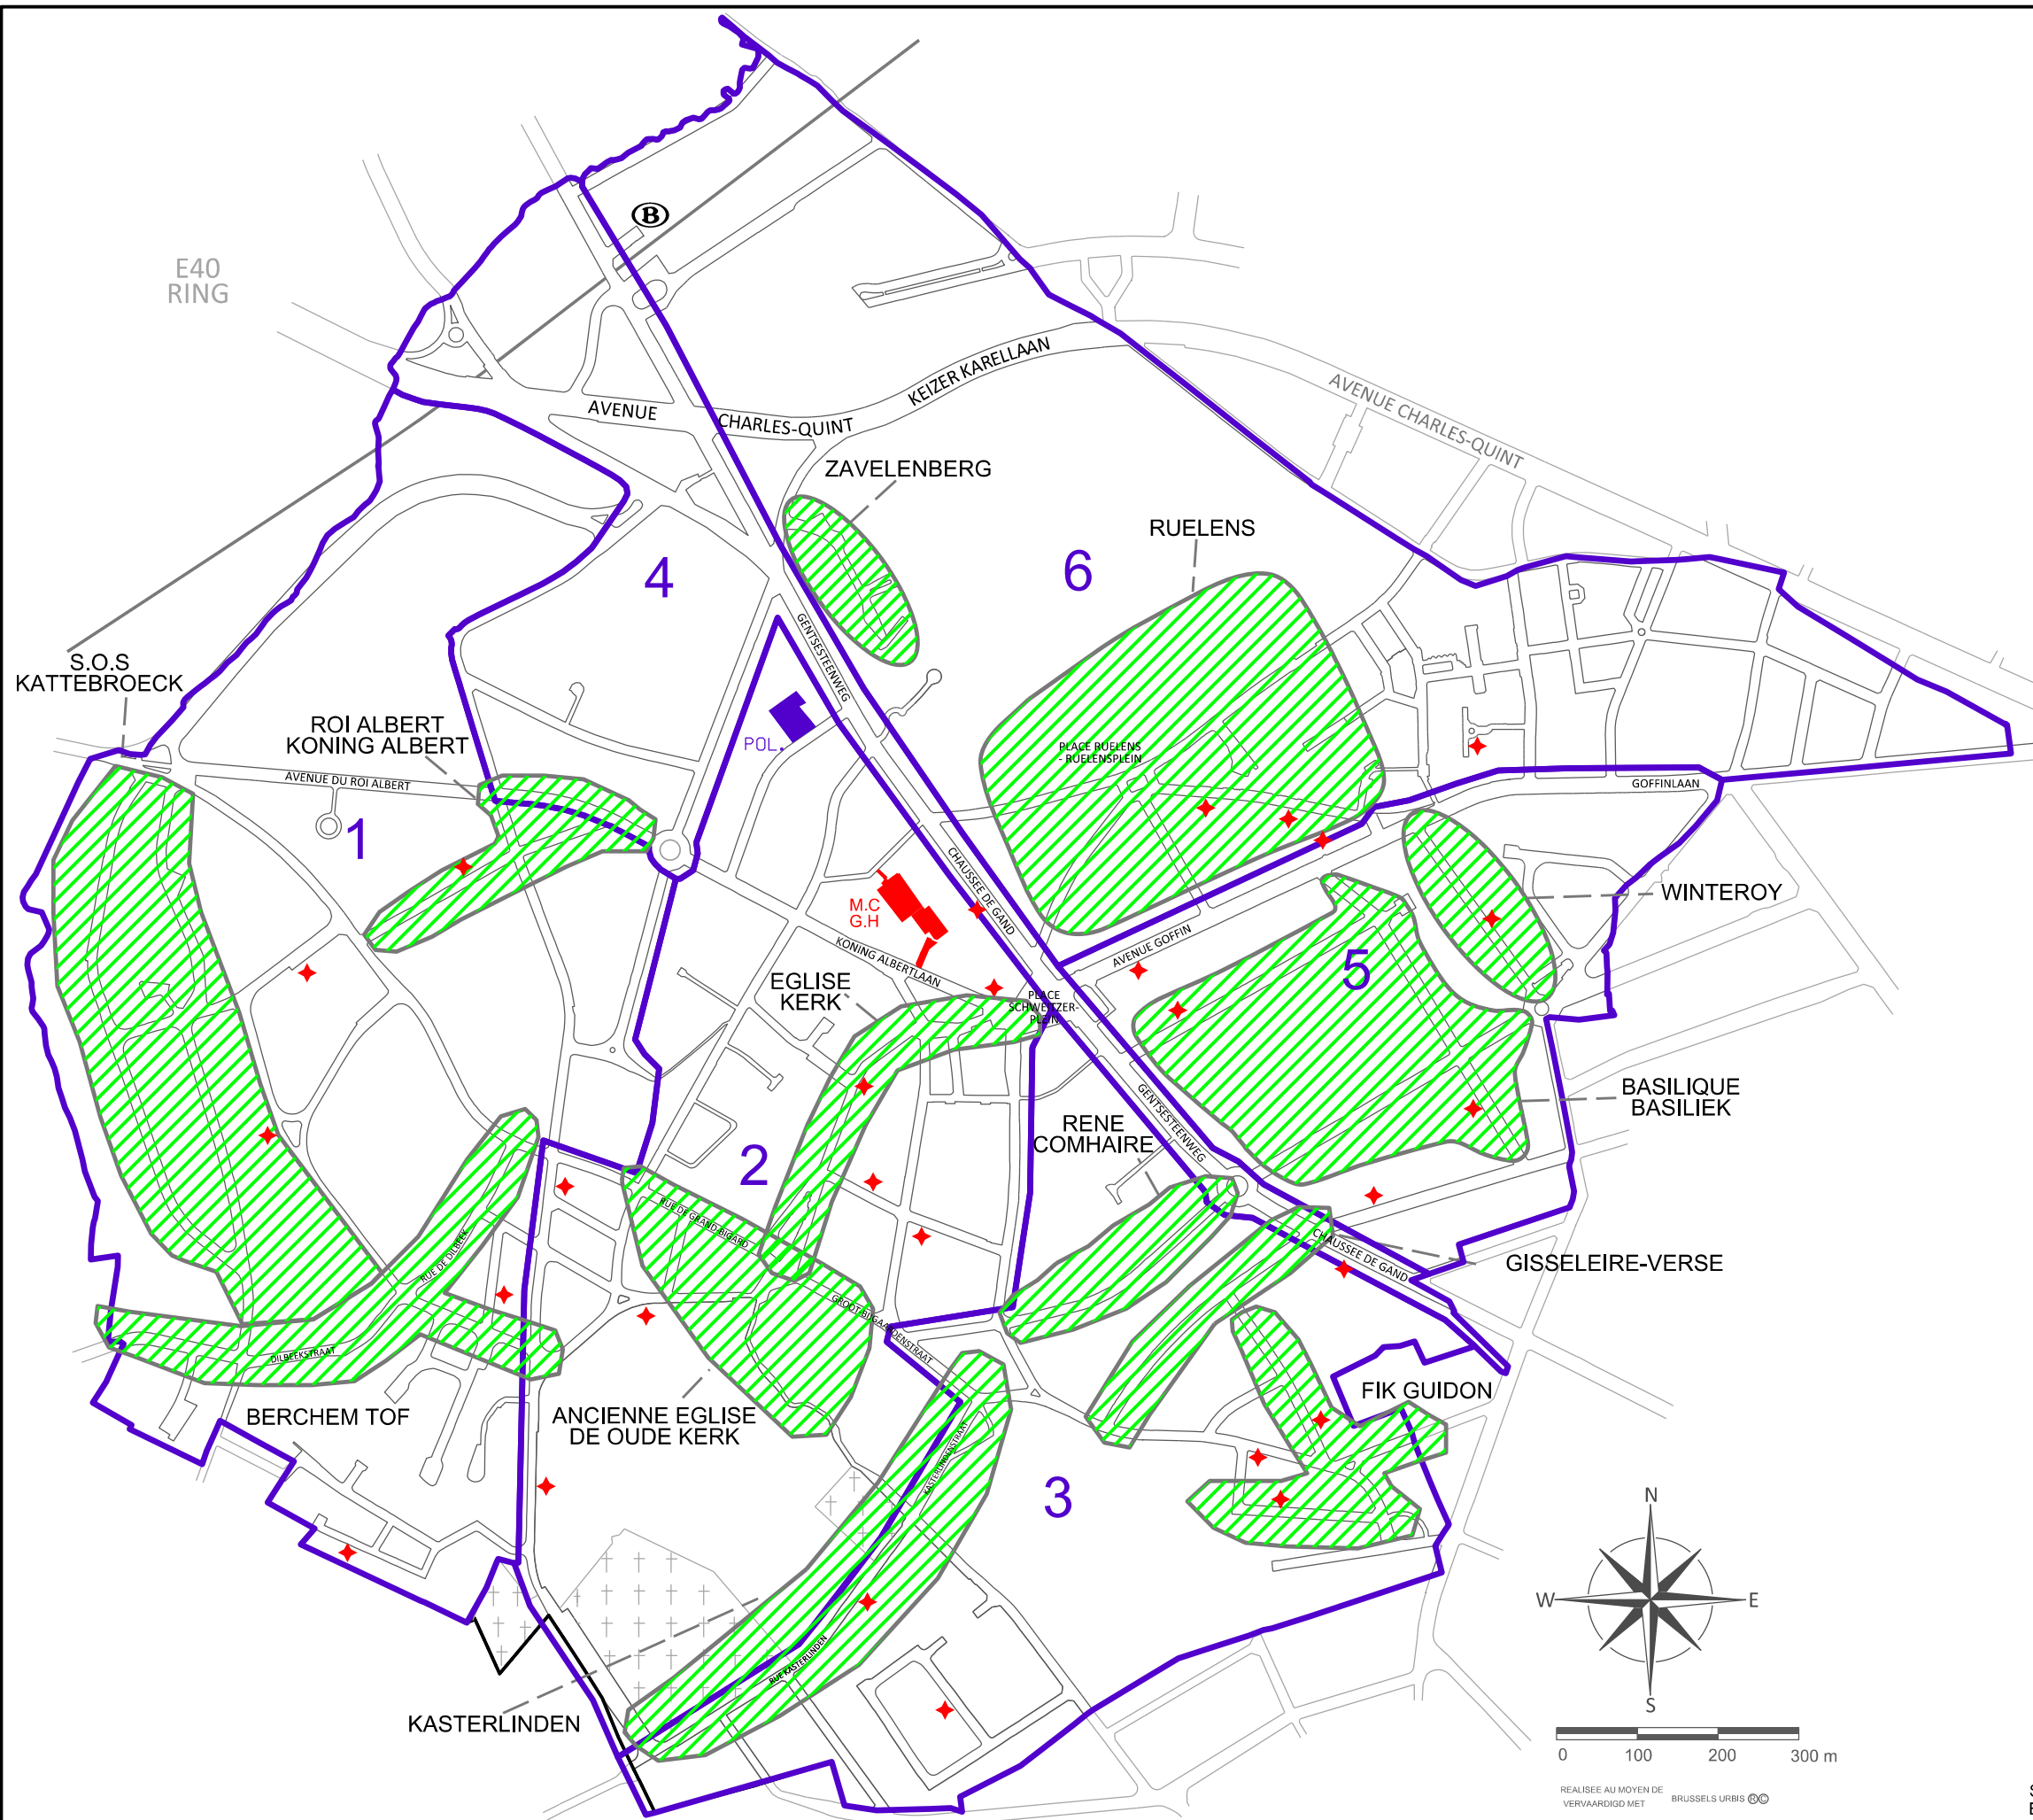 B
E40
RING
AVENUE
CHARLES-QUINT
KEIZER KARELLAAN
AVENUE CHARLES-QUINT
ZAVELENBERG
RUELENS
4
6
GENTSESTEENWEG
S.O.S
KATTEBROECK
ROI ALBERT
KONING ALBERT
POL.
PLACE RUELENS
- RUELENSPLEIN
AVENUE DU ROI ALBERT
GOFFINLAAN
1
CHAUSSEE DE GAND
M.C
G.H
WINTEROY
KONING ALBERTLAAN
AVENUE GOFFIN
5
EGLISE
KERK
PLACE
SCHWEITZER-
PLEIN
BASILIQUE
BASILIEK
GENTSESTEENWEG
RENE
COMHAIRE
2
RUE DE GRAND-BIGARD
RUE DE DILBEEK
CHAUSSEE DE GAND
GISSELEIRE-VERSE
GROOT-BIJGAARDENSTRAAT
DILBEEKSTRAAT
FIK GUIDON
BERCHEM TOF
ANCIENNE EGLISE
DE OUDE KERK
KASTERLINDENSTRAAT
3
N
W
E
S
RUE KASTERLINDEN
KASTERLINDEN
0 100 200 300 m
REALISEE AU MOYEN DE
VERVAARDIGD MET
BRUSSELS URBIS ®©